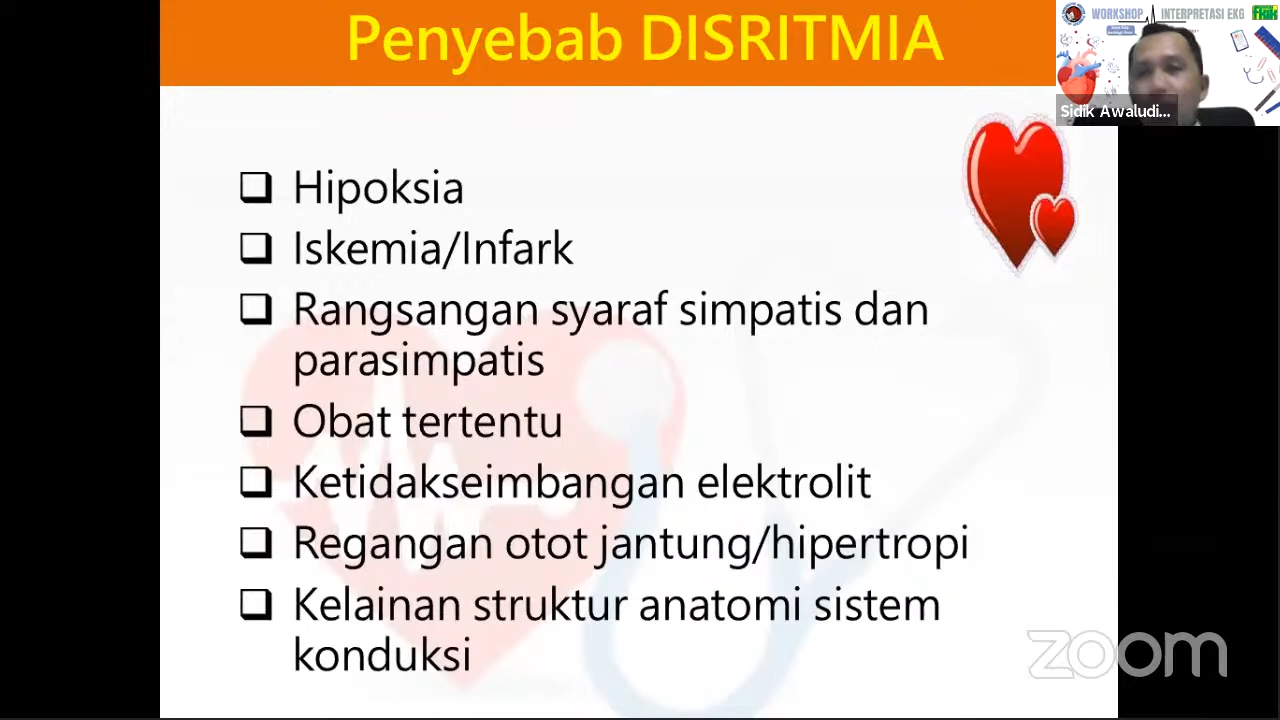 Penyebab DISRITMIA
WORKSHOP INTERPRETASI EKG
Sidik Awaludi...
Hipoksia
Iskemia/Infark
Rangsangan syaraf simpatis dan
parasimpatis
Obat tertentu
Ketidakseimbangan elektrolit
Regangan otot jantung/hipertropi
Kelainan struktur anatomi sistem
konduksi
zoom